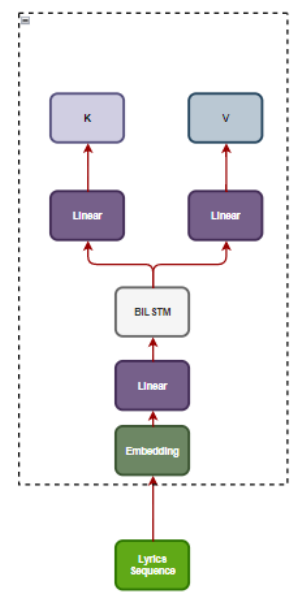 K
V
Linear
Linear
BILSTM
Linear
Embedding
Lyrics
Sequence